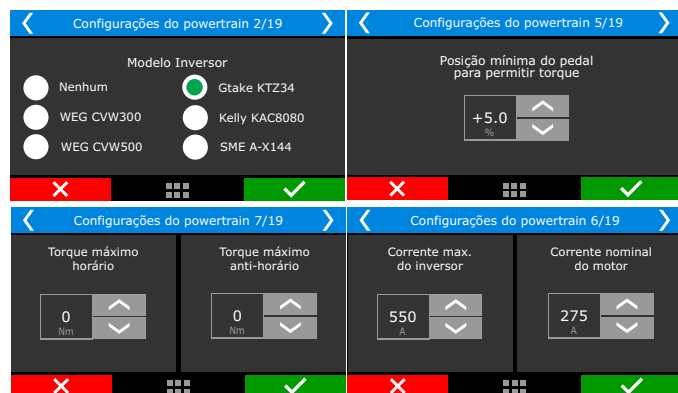 Configurações do powertrain 2/19
Modelo Inversor
Nenhum
Gtake KTZ34
WEG CVW300
Kelly KAC8080
WEG CVW500
SME A-X144
Configurações do powertrain 5/19
Posição mínima do pedal
para permitir torque
+5.0
%
Configurações do powertrain 7/19
Torque máximo
horário
0
Nm
Torque máximo
anti-horário
0
Nm
Configurações do powertrain 6/19
Corrente max.
do inversor
550
A
Corrente nominal
do motor
275
A